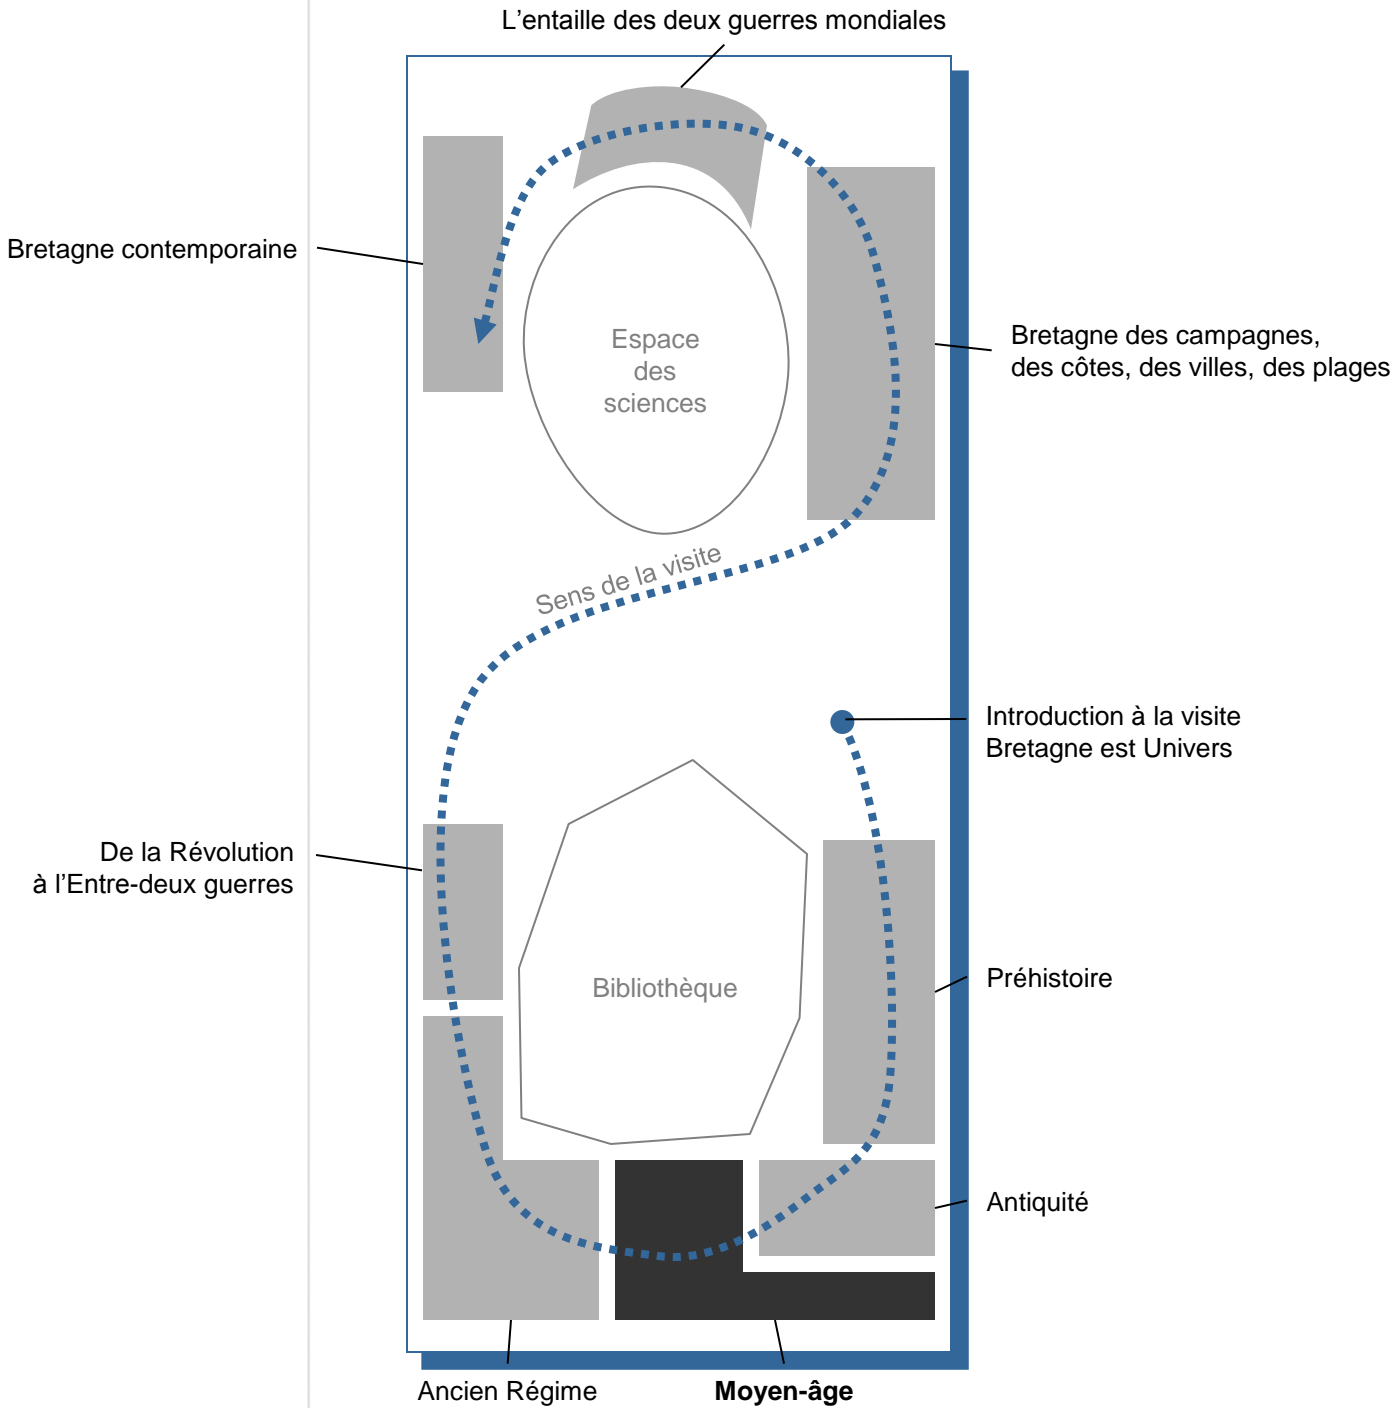 L'entaille des deux guerres mondiales
Bretagne contemporaine
Espace
des
sciences
Bretagne des campagnes,
des côtes, des villes, des plages
Sens de la visite
Introduction à la visite
Bretagne est Univers
De la Révolution
à l'Entre-deux guerres
Bibliothèque
Préhistoire
Antiquité
Ancien Régime
Moyen-âge